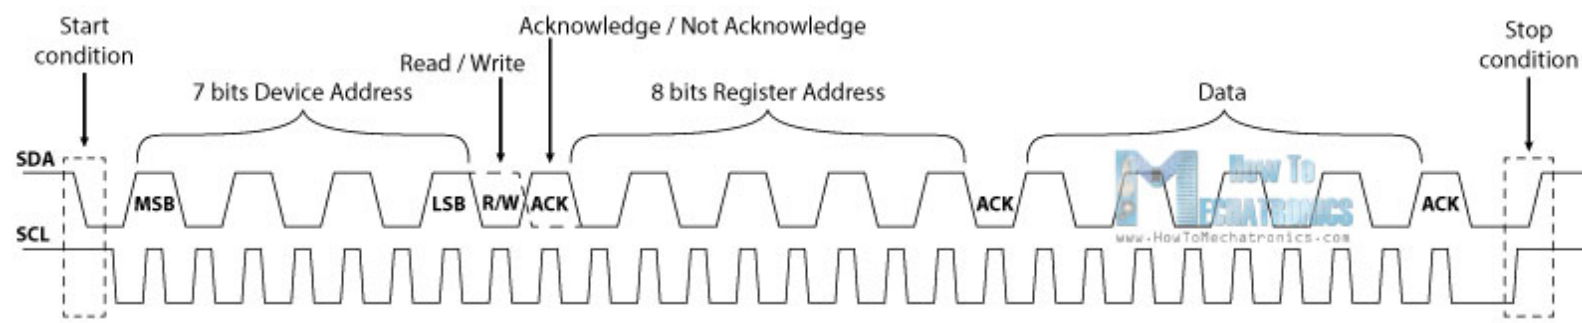 Start
condition
Acknowledge / Not Acknowledge
Stop
condition
Read / Write
7 bits Device Address
8 bits Register Address
Data
SDA
MSB
LSB
R/W
ACK
ACK
ACK
How To
MECHATRONICS
www.HowToMechatronics.com
SCL